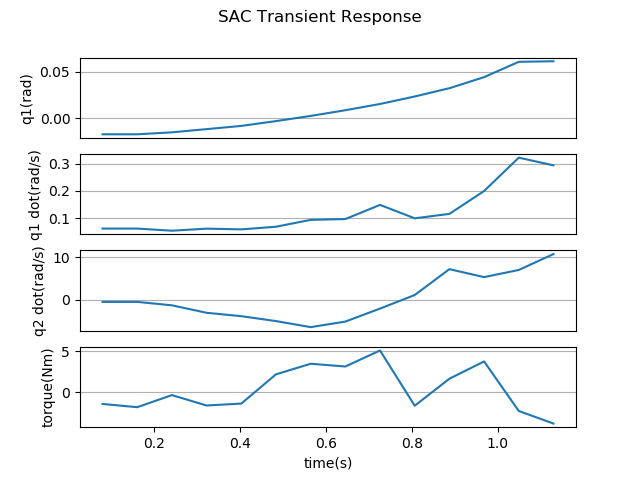 SAC Transient Response
q1(rad)
0.05
0.00
q1 dot(rad/s)
0.3
0.2
0.1
q2 dot(rad/s)
10
0
torque(Nm)
5
0
0.2 0.4 0.6 0.8 1.0
time(s)